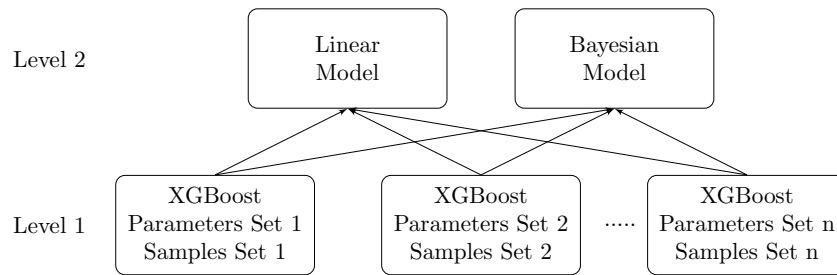 Level 2
Linear
Model
Bayesian
Model
Level 1
XGBoost
Parameters Set 1
Samples Set 1
XGBoost
Parameters Set 2
Samples Set 2
.....
XGBoost
Parameters Set n
Samples Set n